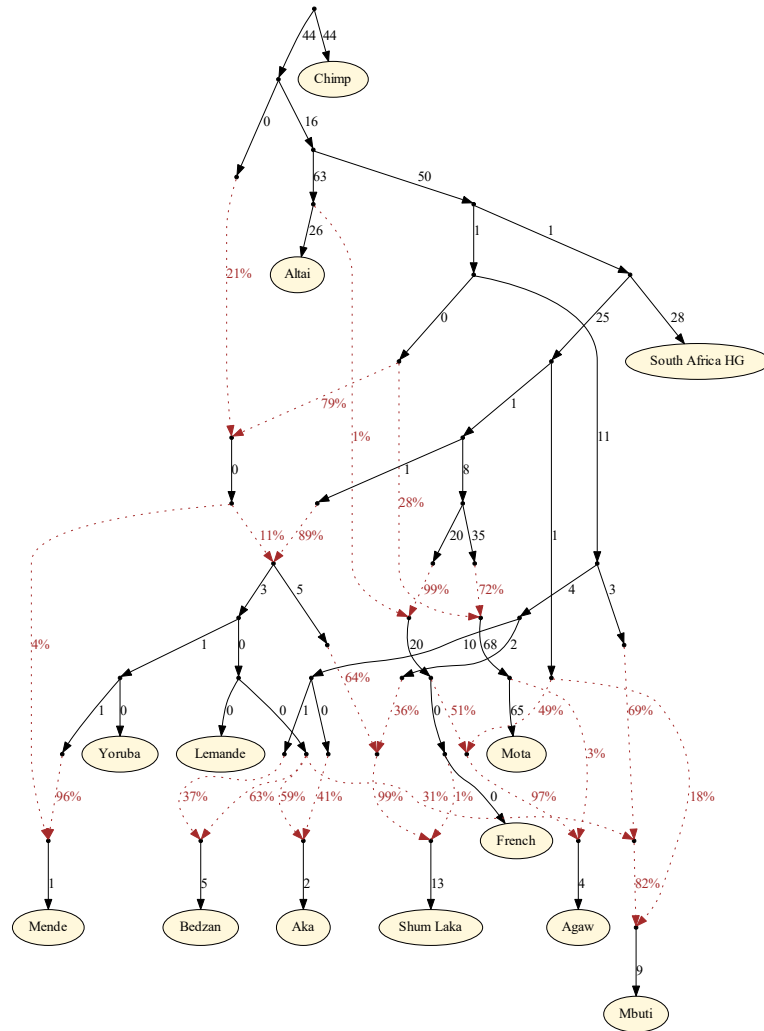 44 44
Chimp
0 16
63 50
26 1 1
Altai
21%
25 28
0
South Africa HG
79% 1
1% 11
0 1 8
28% 1
11% 89% 20 35
99% 72%
3 5 4 3
4% 20 10 68 2
1 0
64%
1 0 0 0 1 0 36% 0 51% 65 49% 69%
Yoruba Lemande Mota
3%
96% 37% 63% 59% 41% 99% 31% 1% 0 97% 18%
French
1 5 2 13 4 82%
Mende Bedzan Aka Shum Laka Agaw
9
Mbuti